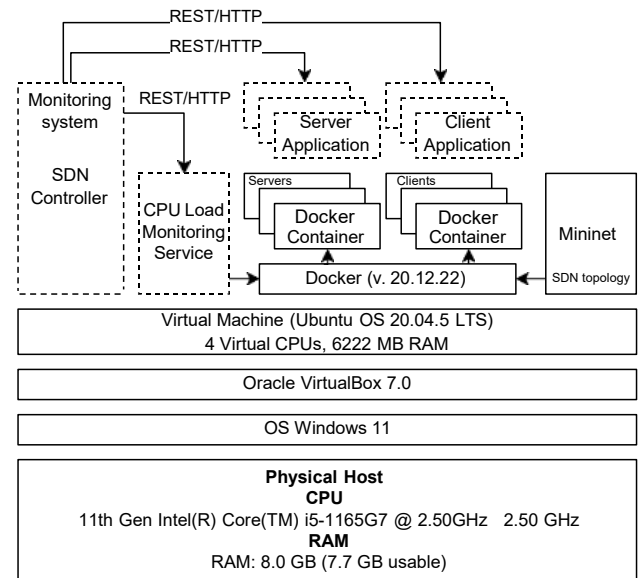 REST/HTTP
REST/HTTP
Monitoring
system
SDN
Controller
REST/HTTP
Server
Application
Client
Application
CPU Load
Monitoring
Service
Servers
Docker
Container
Clients
Docker
Container
Mininet
SDN topology
Docker (v. 20.12.22)
Virtual Machine (Ubuntu OS 20.04.5 LTS)
4 Virtual CPUs, 6222 MB RAM
Oracle VirtualBox 7.0
OS Windows 11
Physical Host
CPU
11th Gen Intel(R) Core(TM) i5-1165G7 @ 2.50GHz 2.50 GHz
RAM
RAM: 8.0 GB (7.7 GB usable)